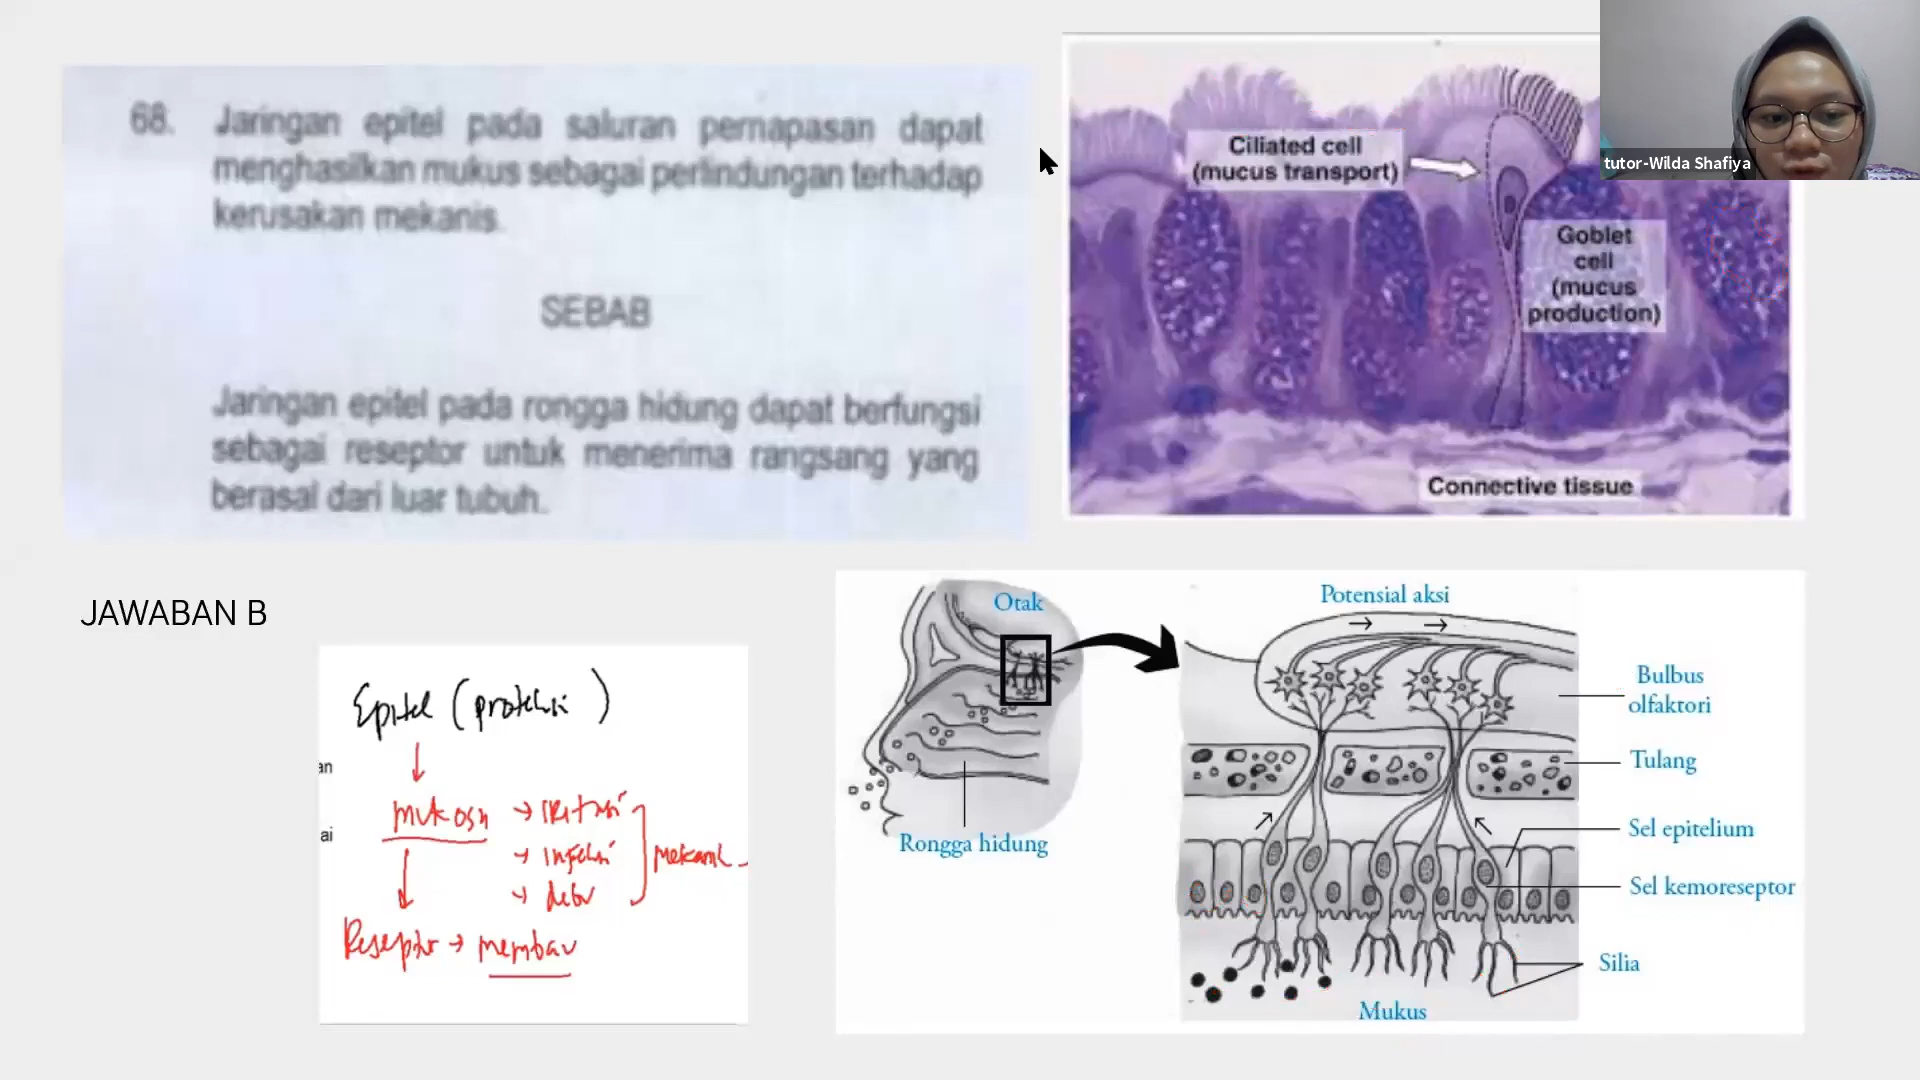 68. Jaringan epitel pada saluran pernapasan dapat
menghasilkan mukus sebagai perlindungan terhadap
kerusakan mekanis.
SEBAB
Jaringan epitel pada rongga hidung dapat berfungsi
sebagai reseptor untuk menerima rangsang yang
berasal dari luar tubuh.
Ciliated cell
(mucus transport)
Goblet
cell
(mucus
production)
Connective tissue
tutor-Wilda Shafiya
JAWABAN B
Epitel (proteksi)
an
mukosa → iritasi
ai
→ infeksi
→ debu
mekanik
Reseptor → membau
Otak
Rongga hidung
Potensial aksi
Bulbus
olfaktori
Tulang
Sel epitelium
Sel kemoreseptor
Silia
Mukus